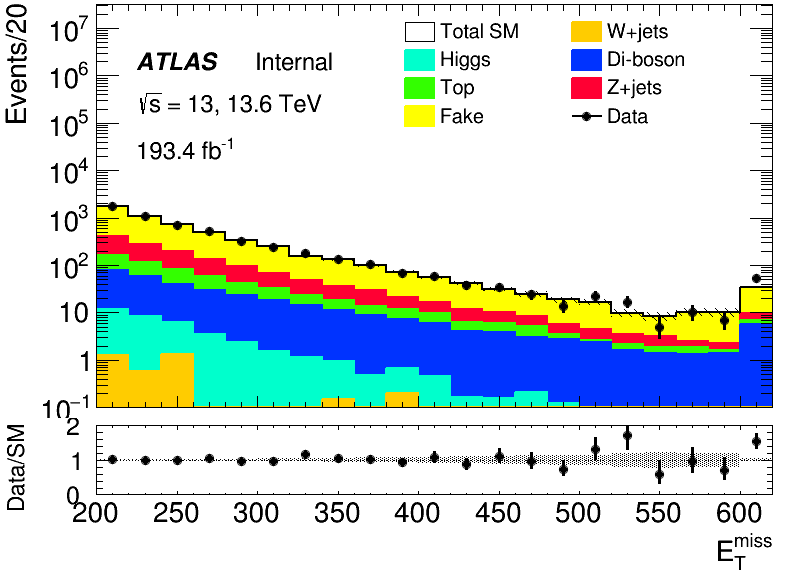 Events/20
10⁷
10⁶
10⁵
10⁴
10³
10²
10
1
10⁻¹
ATLAS Internal
√s = 13, 13.6 TeV
193.4 fb⁻¹
Total SM
Higgs
Top
Fake
W+jets
Di-boson
Z+jets
Data
Data/SM
2
1
0
200 250 300 350 400 450 500 550 600
E_T^miss